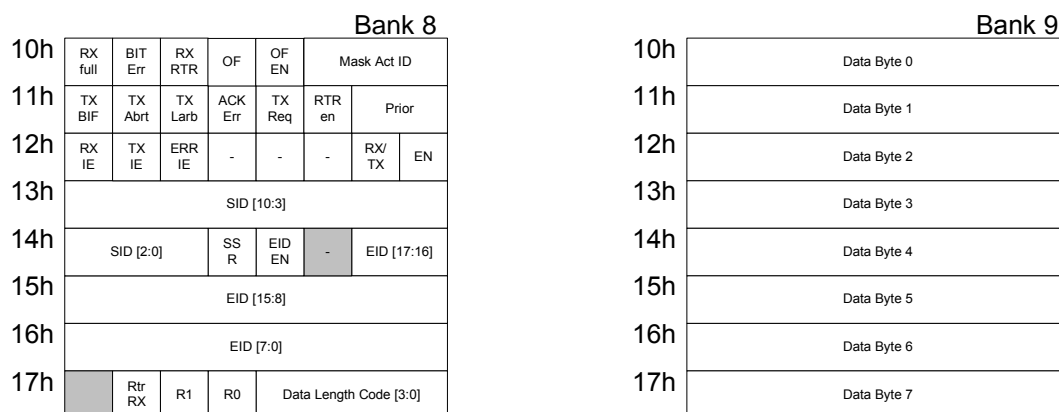 Bank 8
10h RX full BIT Err RX RTR OF OF EN Mask Act ID
11h TX BIF TX Abrt TX Larb ACK Err TX Req RTR en Prior
12h RX IE TX IE ERR IE - - - RX/ TX EN
13h SID [10:3]
14h SID [2:0] SS R EID EN - EID [17:16]
15h EID [15:8]
16h EID [7:0]
17h Rtr RX R1 R0 Data Length Code [3:0]
Bank 9
10h Data Byte 0
11h Data Byte 1
12h Data Byte 2
13h Data Byte 3
14h Data Byte 4
15h Data Byte 5
16h Data Byte 6
17h Data Byte 7